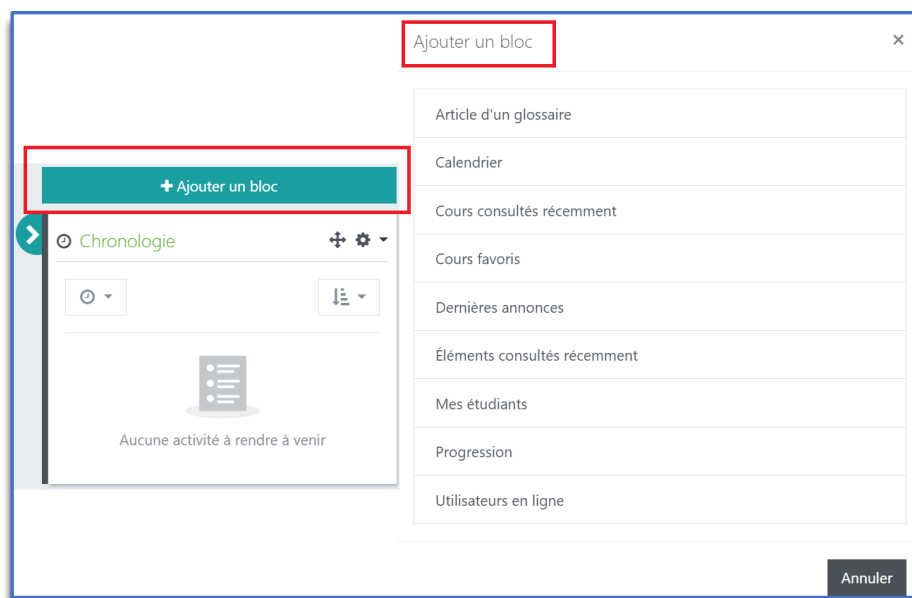 Ajouter un bloc
×
Ajouter un bloc
Chronologie
Aucune activité à rendre à venir
Article d'un glossaire
Calendrier
Cours consultés récemment
Cours favoris
Dernières annonces
Éléments consultés récemment
Mes étudiants
Progression
Utilisateurs en ligne
Annuler